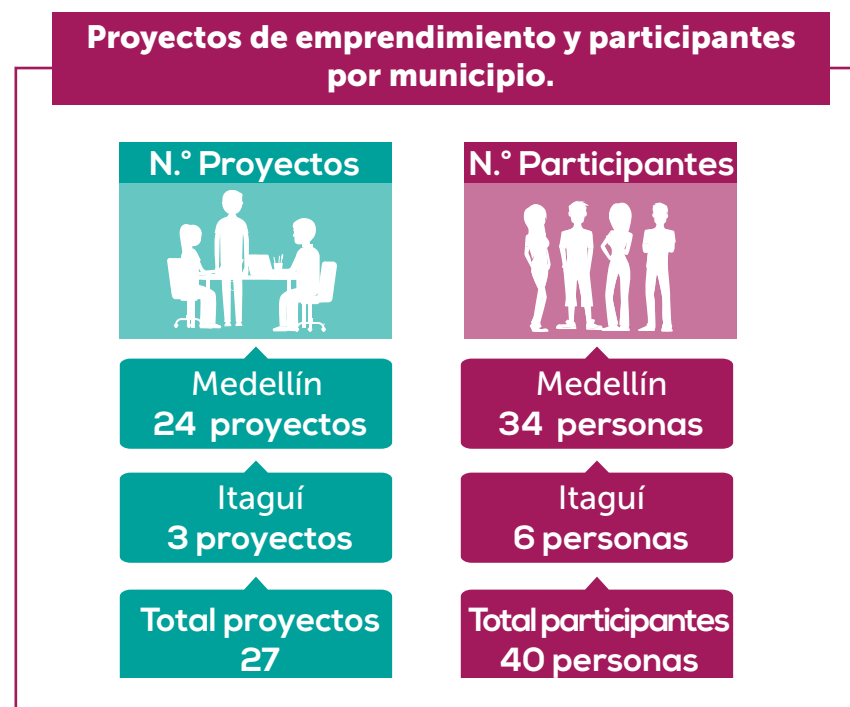 Proyectos de emprendimiento y participantes
por municipio.
N.° Proyectos
Medellín
24 proyectos
Itaguí
3 proyectos
Total proyectos
27
N.° Participantes
Medellín
34 personas
Itaguí
6 personas
Total participantes
40 personas